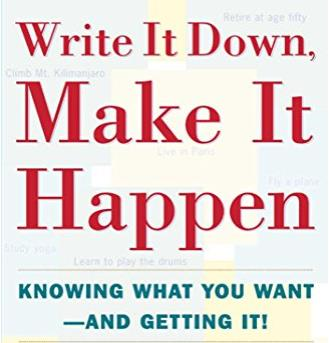 Retire at age fifty
Write It Down,
Climb Mt. Kilimanjaro
Make It
Live in Paris
Happen
Fly a plane
Study yoga
Learn to play the drums
KNOWING WHAT YOU WANT
—AND GETTING IT!